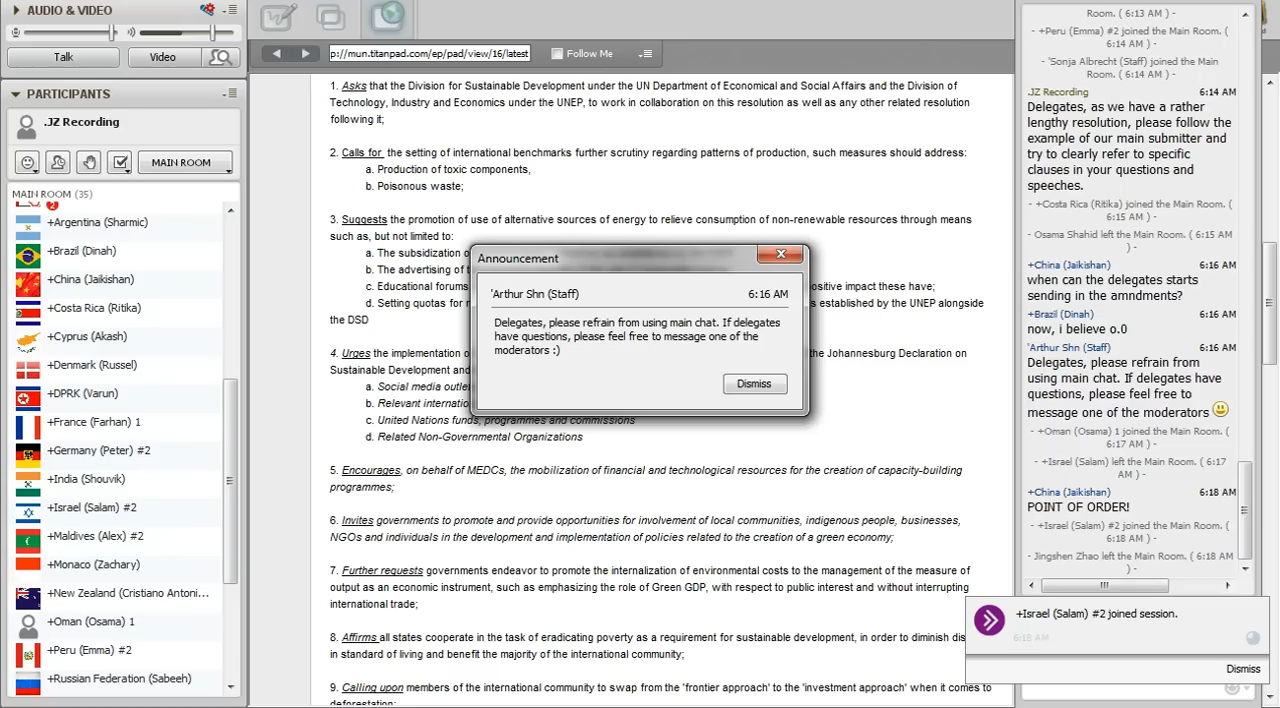 AUDIO & VIDEO
Talk
Video
PARTICIPANTS
.JZ Recording
MAIN ROOM
MAIN ROOM (35)
2
+Argentina (Sharmic)
+Brazil (Dinah)
+China (Jaikishan)
+Costa Rica (Ritika)
+Cyprus (Akash)
+Denmark (Russel)
+DPRK (Varun)
+France (Farhan) 1
+Germany (Peter) #2
+India (Shouvik)
+Israel (Salam) #2
+Maldives (Alex) #2
+Monaco (Zachary)
+New Zealand (Cristiano Antoni...
+Oman (Osama) 1
+Peru (Emma) #2
+Russian Federation (Sabeeh)
p://mun.titanpad.com/ep/pad/view/16/latest
Follow Me
1. Asks that the Division for Sustainable Development under the UN Department of Economical and Social Affairs and the Division of
Technology, Industry and Economics under the UNEP, to work in collaboration on this resolution as well as any other related resolution
following it;
2. Calls for the setting of international benchmarks further scrutiny regarding patterns of production, such measures should address:
a. Production of toxic components,
b. Poisonous waste;
3. Suggests the promotion of use of alternative sources of energy to relieve consumption of non-renewable resources through means
such as, but not limited to:
a. The subsidization o
b. The advertising of t
c. Educational forums positive impact these have;
d. Setting quotas for r s established by the UNEP alongside
the DSD
4. Urges the implementation o the Johannesburg Declaration on
Sustainable Development and
a. Social media outle
b. Relevant internatio
c. United Nations funds, programmes and commissions
d. Related Non-Governmental Organizations
5. Encourages, on behalf of MEDCs, the mobilization of financial and technological resources for the creation of capacity-building
programmes;
6. Invites governments to promote and provide opportunities for involvement of local communities, indigenous people, businesses,
NGOs and individuals in the development and implementation of policies related to the creation of a green economy;
7. Further requests governments endeavor to promote the internalization of environmental costs to the management of the measure of
output as an economic instrument, such as emphasizing the role of Green GDP, with respect to public interest and without interrupting
international trade;
8. Affirms all states cooperate in the task of eradicating poverty as a requirement for sustainable development, in order to diminish dis
in standard of living and benefit the majority of the international community;
9. Calling upon members of the international community to swap from the 'frontier approach' to the 'investment approach' when it comes to
deforestation;
Announcement
'Arthur Shn (Staff) 6:16 AM
Delegates, please refrain from using main chat. If delegates
have questions, please feel free to message one of the
moderators :)
Dismiss
Room. ( 6:13 AM ) -
- +Peru (Emma) #2 joined the Main Room. (
6:14 AM ) -
- 'Sonja Albrecht (Staff) joined the Main
Room. ( 6:14 AM ) -
.JZ Recording 6:14 AM
Delegates, as we have a rather
lengthy resolution, please follow the
example of our main submitter and
try to clearly refer to specific
clauses in your questions and
speeches.
- +Costa Rica (Ritika) joined the Main Room. (
6:15 AM ) -
- Osama Shahid left the Main Room. ( 6:15 AM
) -
+China (Jaikishan) 6:16 AM
when can the delegates starts
sending in the amndments?
+Brazil (Dinah) 6:16 AM
now, i believe o.0
'Arthur Shn (Staff) 6:16 AM
Delegates, please refrain from
using main chat. If delegates have
questions, please feel free to
message one of the moderators
- +Oman (Osama) 1 joined the Main Room. (
6:17 AM ) -
- +Israel (Salam) left the Main Room. ( 6:17
AM ) -
+China (Jaikishan) 6:18 AM
POINT OF ORDER!
- +Israel (Salam) #2 joined the Main Room. (
6:18 AM ) -
- Jingshen Zhao left the Main Room. ( 6:18 AM
) -
+Israel (Salam) #2 joined session.
6:18 AM
Dismiss